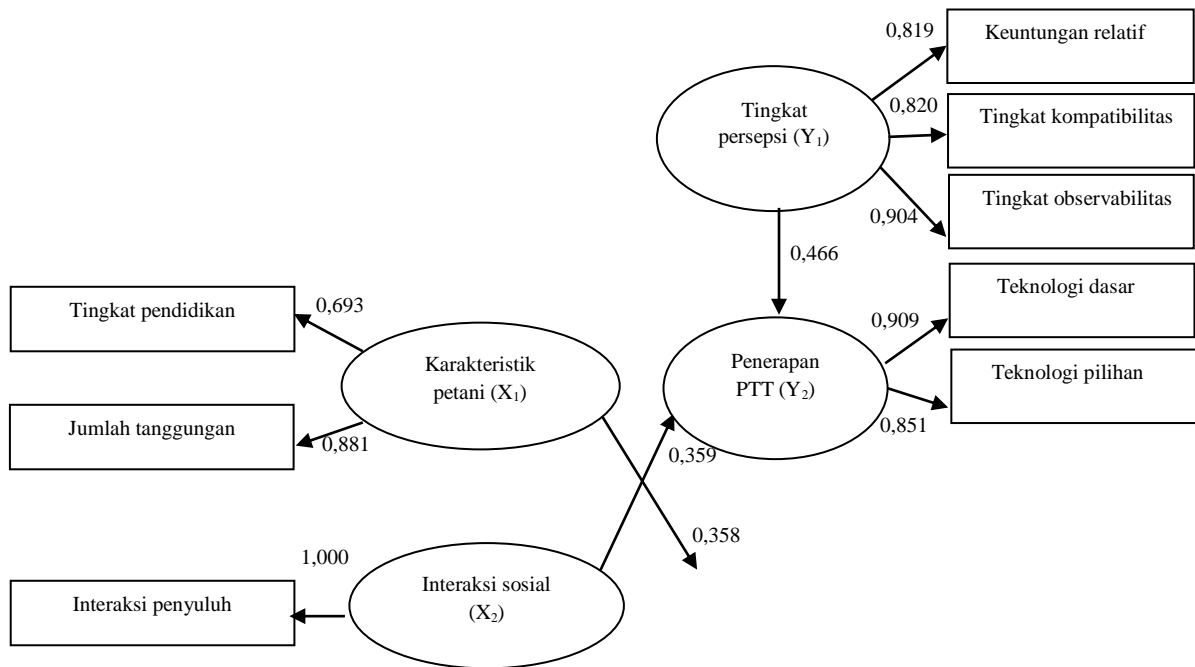 0,819
Keuntungan relatif
Tingkat
persepsi (Y₁)
0,820
Tingkat kompatibilitas
0,904
Tingkat observabilitas
0,466
Tingkat pendidikan
0,693
Karakteristik
petani (X₁)
Jumlah tanggungan
0,881
Penerapan
PTT (Y₂)
0,909
Teknologi dasar
0,851
Teknologi pilihan
0,359
0,358
1,000
Interaksi penyuluh
Interaksi sosial
(X₂)